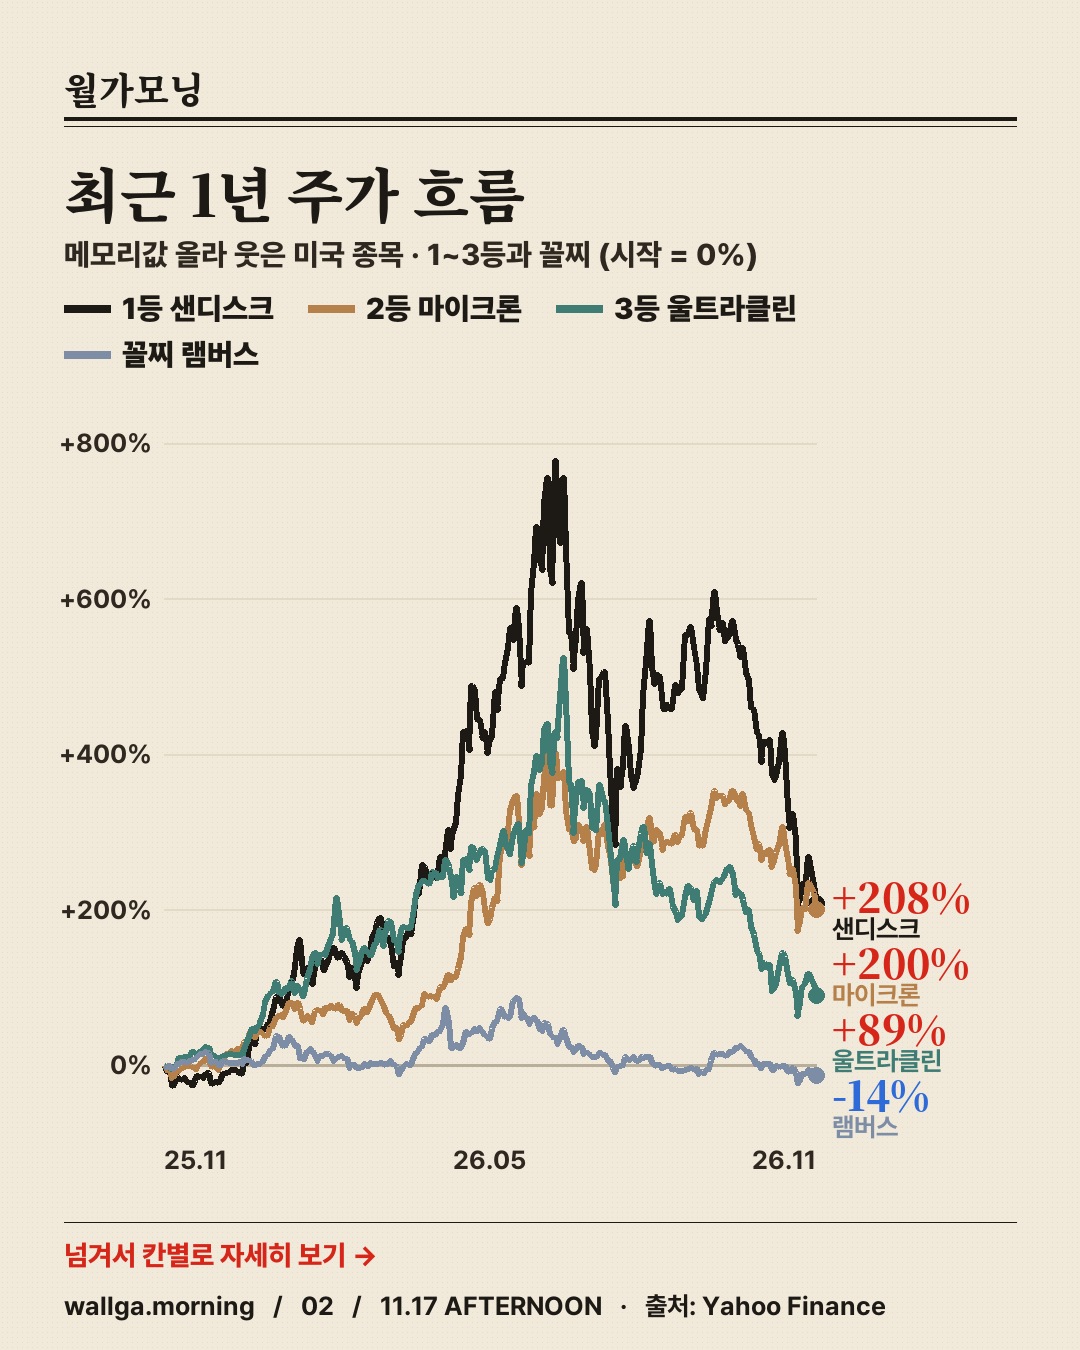 월가모닝
최근 1년 주가 흐름
메모리값 올라 웃은 미국 종목 · 1~3등과 꼴찌 (시작 = 0%)
1등 샌디스크 2등 마이크론 3등 울트라클린
꼴찌 램버스
+800%
+600%
+400%
+200%
0%
+208%
샌디스크
+200%
마이크론
+89%
울트라클린
-14%
램버스
25.11 26.05 26.11
넘겨서 칸별로 자세히 보기 →
wallga.morning / 02 / 11.17 AFTERNOON · 출처: Yahoo Finance